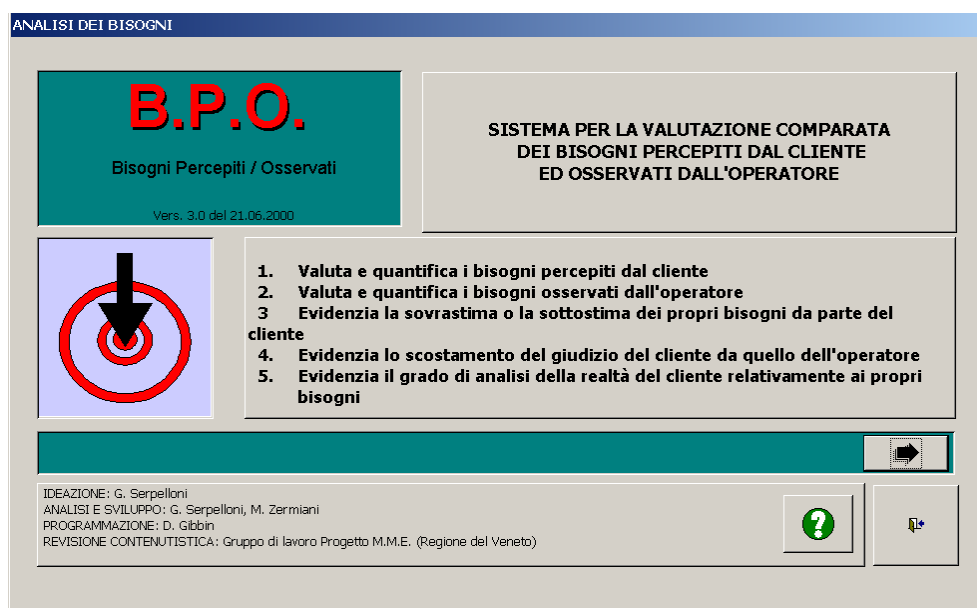 ANALISI DEI BISOGNI
B.P.O.
Bisogni Percepiti / Osservati
Vers. 3.0 del 21.06.2000
SISTEMA PER LA VALUTAZIONE COMPARATA
DEI BISOGNI PERCEPITI DAL CLIENTE
ED OSSERVATI DALL'OPERATORE
1. Valuta e quantifica i bisogni percepiti dal cliente
2. Valuta e quantifica i bisogni osservati dall'operatore
3 Evidenzia la sovrastima o la sottostima dei propri bisogni da parte del
cliente
4. Evidenzia lo scostamento del giudizio del cliente da quello dell'operatore
5. Evidenzia il grado di analisi della realtà del cliente relativamente ai propri
bisogni
IDEAZIONE: G. Serpelloni
ANALISI E SVILUPPO: G. Serpelloni, M. Zermiani
PROGRAMMAZIONE: D. Gibbin
REVISIONE CONTENUTISTICA: Gruppo di lavoro Progetto M.M.E. (Regione del Veneto)
?